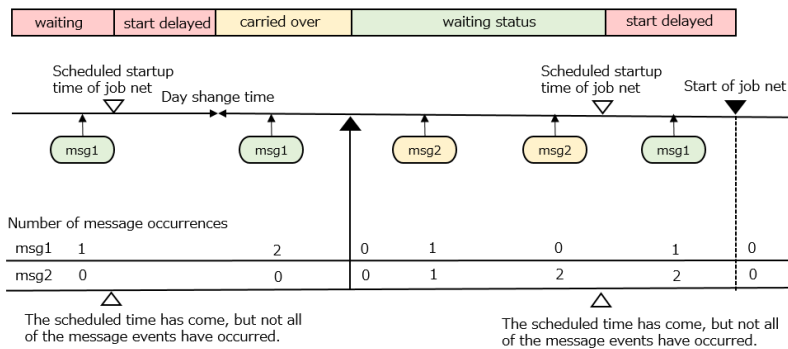 waiting start delayed carried over waiting status start delayed
Scheduled startup
time of job net
Day change time
Scheduled startup
time of job net
Start of job net
msg1 msg1 msg2 msg2 msg1
Number of message occurrences
msg1 1 2 0 1 0 1 0
msg2 0 0 0 1 2 2 0
The scheduled time has come, but not all
of the message events have occurred.
The scheduled time has come, but not all
of the message events have occurred.